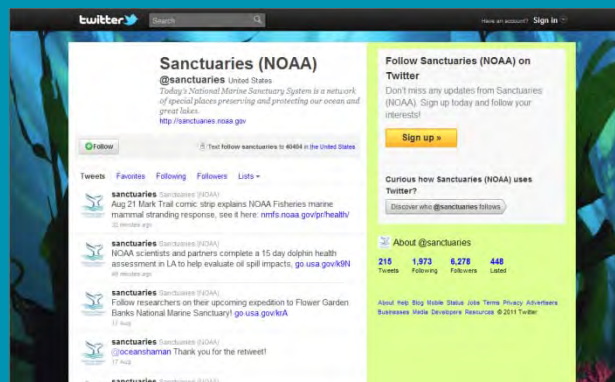 twitter
Search
Have an account? Sign in
Sanctuaries (NOAA)
@sanctuaries United States
Today's National Marine Sanctuary System is a network
of special places preserving and protecting our ocean and
great lakes.
http://sanctuaries.noaa.gov
Follow
Text follow sanctuaries to 40404 in the United States
Tweets Favorites Following Followers Lists
sanctuaries Sanctuaries (NOAA)
Aug 21 Mark Trail comic strip explains NOAA Fisheries marine
mammal stranding response, see it here: nmfs.noaa.gov/pr/health/
minutes ago
sanctuaries Sanctuaries (NOAA)
NOAA scientists and partners complete a 15 day dolphin health
assessment in LA to help evaluate oil spill impacts, go.usa.gov/k9N
minutes ago
sanctuaries Sanctuaries (NOAA)
Follow researchers on their upcoming expedition to Flower Garden
Banks National Marine Sanctuary! go.usa.gov/krA
17 Aug
sanctuaries Sanctuaries (NOAA)
@oceanshaman Thank you for the retweet!
17 Aug
sanctuaries Sanctuaries (NOAA)
Follow Sanctuaries (NOAA) on
Twitter
Don't miss any updates from Sanctuaries
(NOAA). Sign up today and follow your
interests!
Sign up »
Curious how Sanctuaries (NOAA) uses
Twitter?
Discover who @sanctuaries follows
About @sanctuaries
215 1,973 6,278 448
Tweets Following Followers Listed
About Help Blog Mobile Status Jobs Terms Privacy Advertisers
Businesses Media Developers Resources © 2011 Twitter